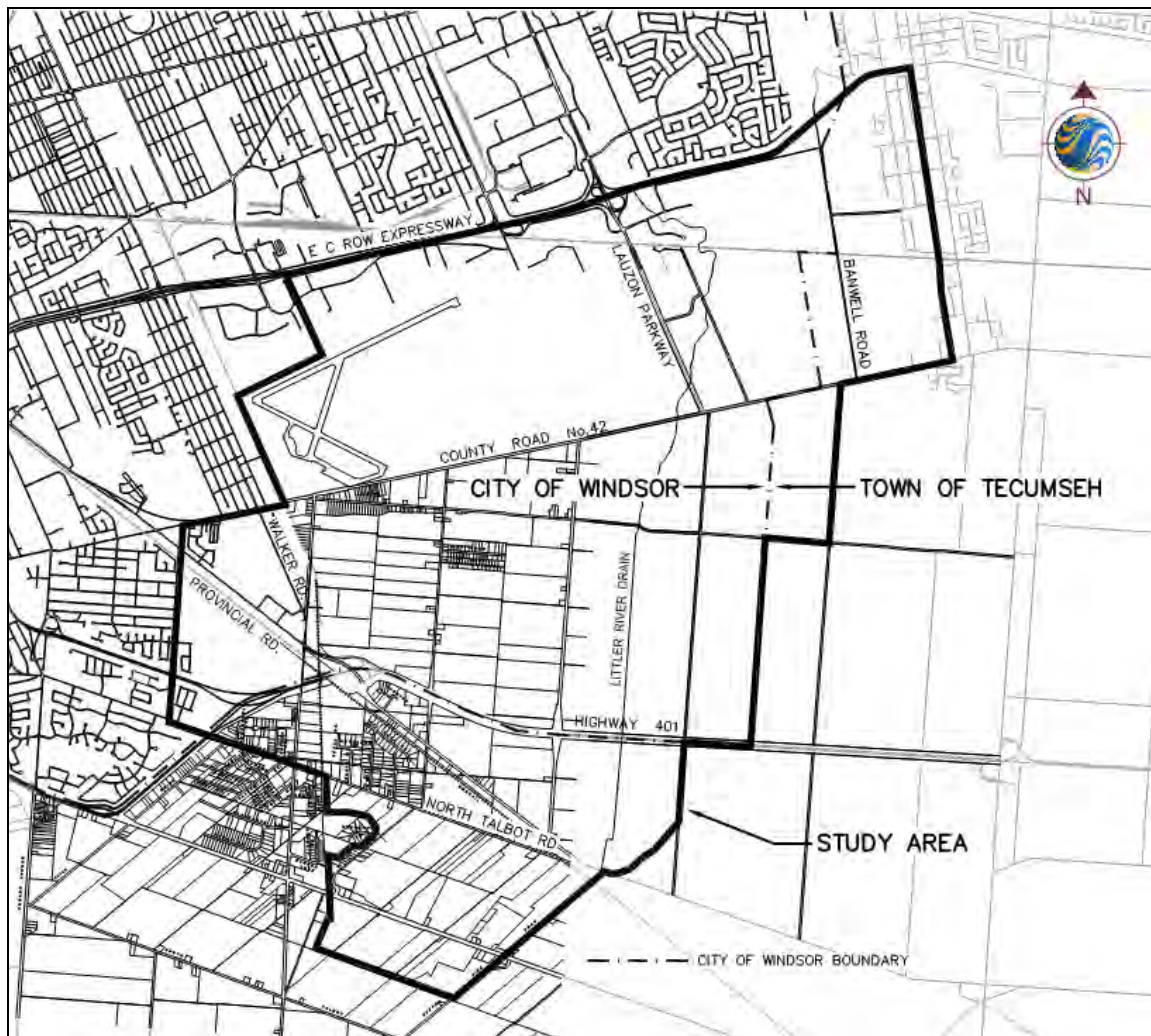 E C ROW EXPRESSWAY
N
LAUZON PARKWAY
BANWELL ROAD
COUNTY ROAD No.42
CITY OF WINDSOR
TOWN OF TECUMSEH
WALKER RD.
PROVINCIAL RD.
LITTLER RIVER DRAIN
HIGHWAY 401
NORTH TALBOT RD.
STUDY AREA
CITY OF WINDSOR BOUNDARY